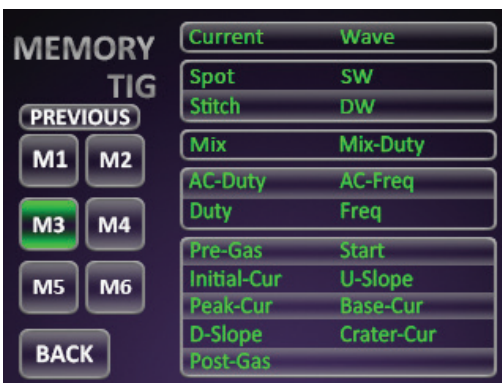 MEMORY
TIG
PREVIOUS
M1 M2
M3 M4
M5 M6
BACK
Current Wave
Spot SW
Stitch DW
Mix Mix-Duty
AC-Duty AC-Freq
Duty Freq
Pre-Gas Start
Initial-Cur U-Slope
Peak-Cur Base-Cur
D-Slope Crater-Cur
Post-Gas